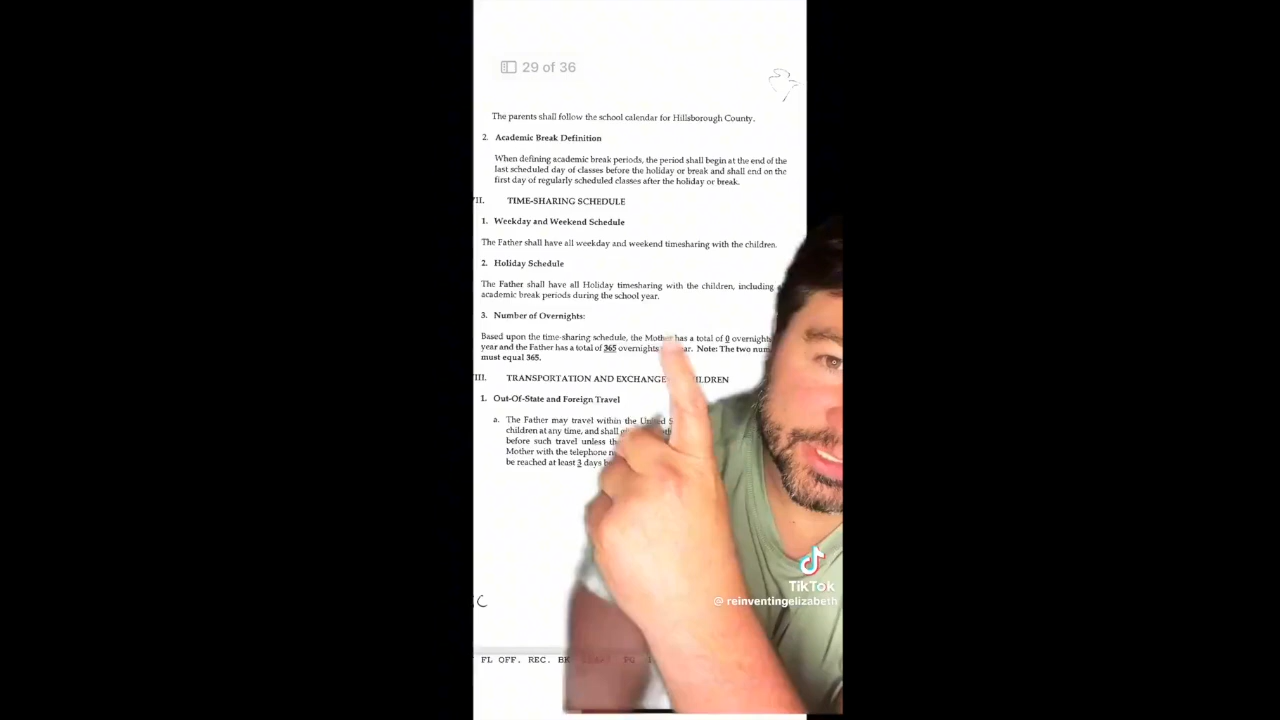 29 of 36
The parents shall follow the school calendar for Hillsborough County.
2. Academic Break Definition
When defining academic break periods, the period shall begin at the end of the
last scheduled day of classes before the holiday or break and shall end on the
first day of regularly scheduled classes after the holiday or break.
II. TIME-SHARING SCHEDULE
1. Weekday and Weekend Schedule
The Father shall have all weekday and weekend timesharing with the children.
2. Holiday Schedule
The Father shall have all Holiday timesharing with the children, including
academic break periods during the school year.
3. Number of Overnights:
Based upon the time-sharing schedule, the Mother has a total of 0 overnights
year and the Father has a total of 365 overnights Note: The two
must equal 365.
III. TRANSPORTATION AND EXCHANGE
1. Out-Of-State and Foreign Travel
a. The Father may travel within the
children at any time, and shall
before such travel unless
Mother with the telephone
be reached at least 3 days
C
TikTok
@reinventingelizabeth
FL OFF. REC. BK PG